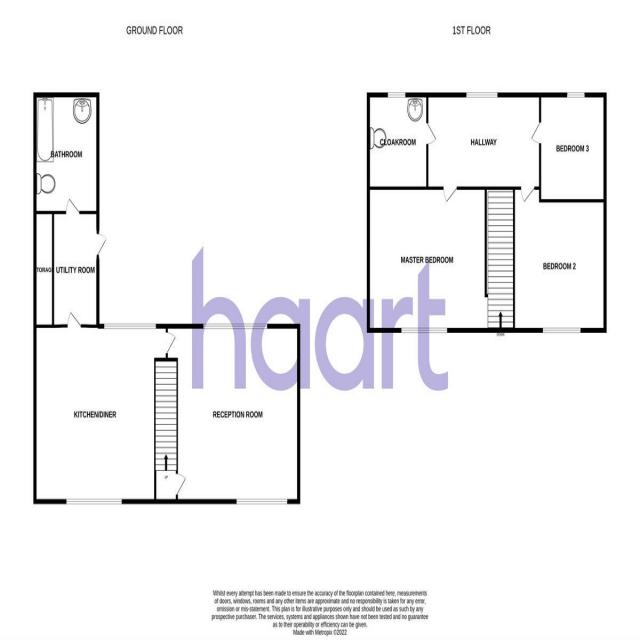 GROUND FLOOR
1ST FLOOR
BATHROOM
CLOAKROOM
HALLWAY
BEDROOM 3
TORAG
UTILITY ROOM
MASTER BEDROOM
BEDROOM 2
haart
KITCHEN/DINER
RECEPTION ROOM
UP
Whilst every attempt has been made to ensure the accuracy of the floorplan contained here, measurements
of doors, windows, rooms and any other items are approximate and no responsibility is taken for any error,
omission or mis-statement. This plan is for illustrative purposes only and should be used as such by any
prospective purchaser. The services, systems and appliances shown have not been tested and no guarantee
as to their operability or efficiency can be given.
Made with Metropix ©2022